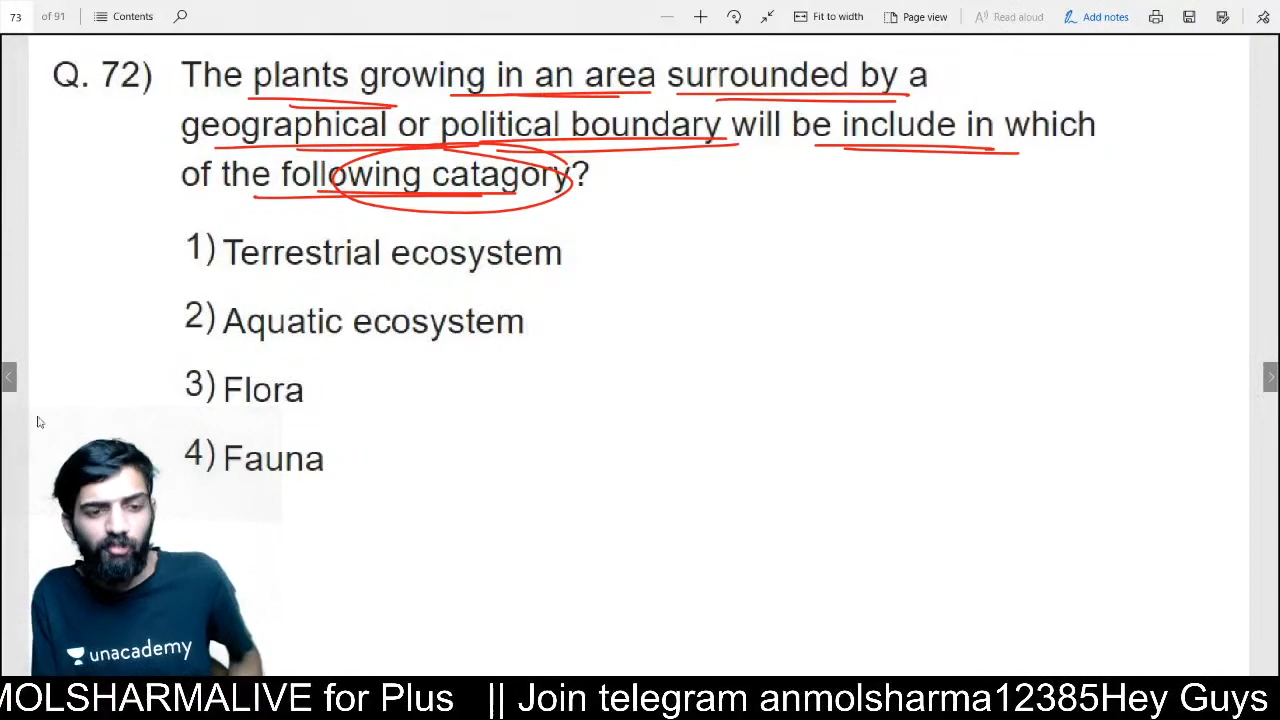 73 of 91 Contents Fit to width Page view Read aloud Add notes
Q. 72) The plants growing in an area surrounded by a
geographical or political boundary will be include in which
of the following catagory?
1) Terrestrial ecosystem
2) Aquatic ecosystem
3) Flora
4) Fauna
unacademy
MOLSHARMALIVE for Plus || Join telegram anmolsharma12385Hey Guys